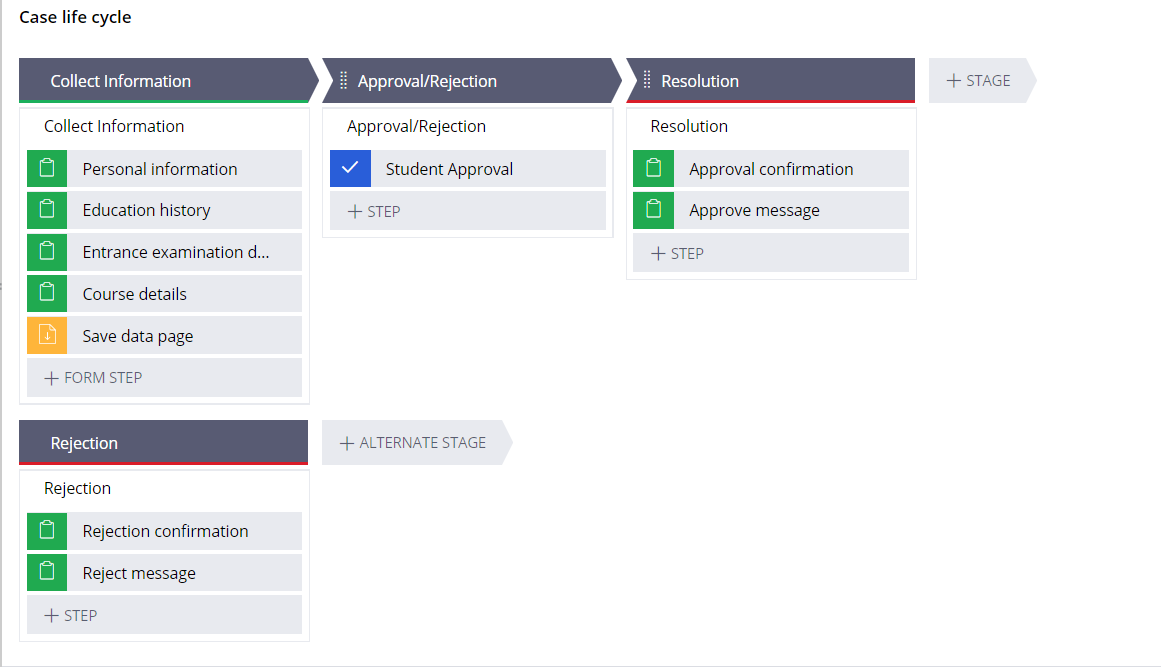 Case life cycle
Collect Information
Approval/Rejection
Resolution
+ STAGE
Collect Information
Personal information
Education history
Entrance examination d...
Course details
Save data page
+ FORM STEP
Approval/Rejection
Student Approval
+ STEP
Resolution
Approval confirmation
Approve message
+ STEP
Rejection
+ ALTERNATE STAGE
Rejection
Rejection confirmation
Reject message
+ STEP